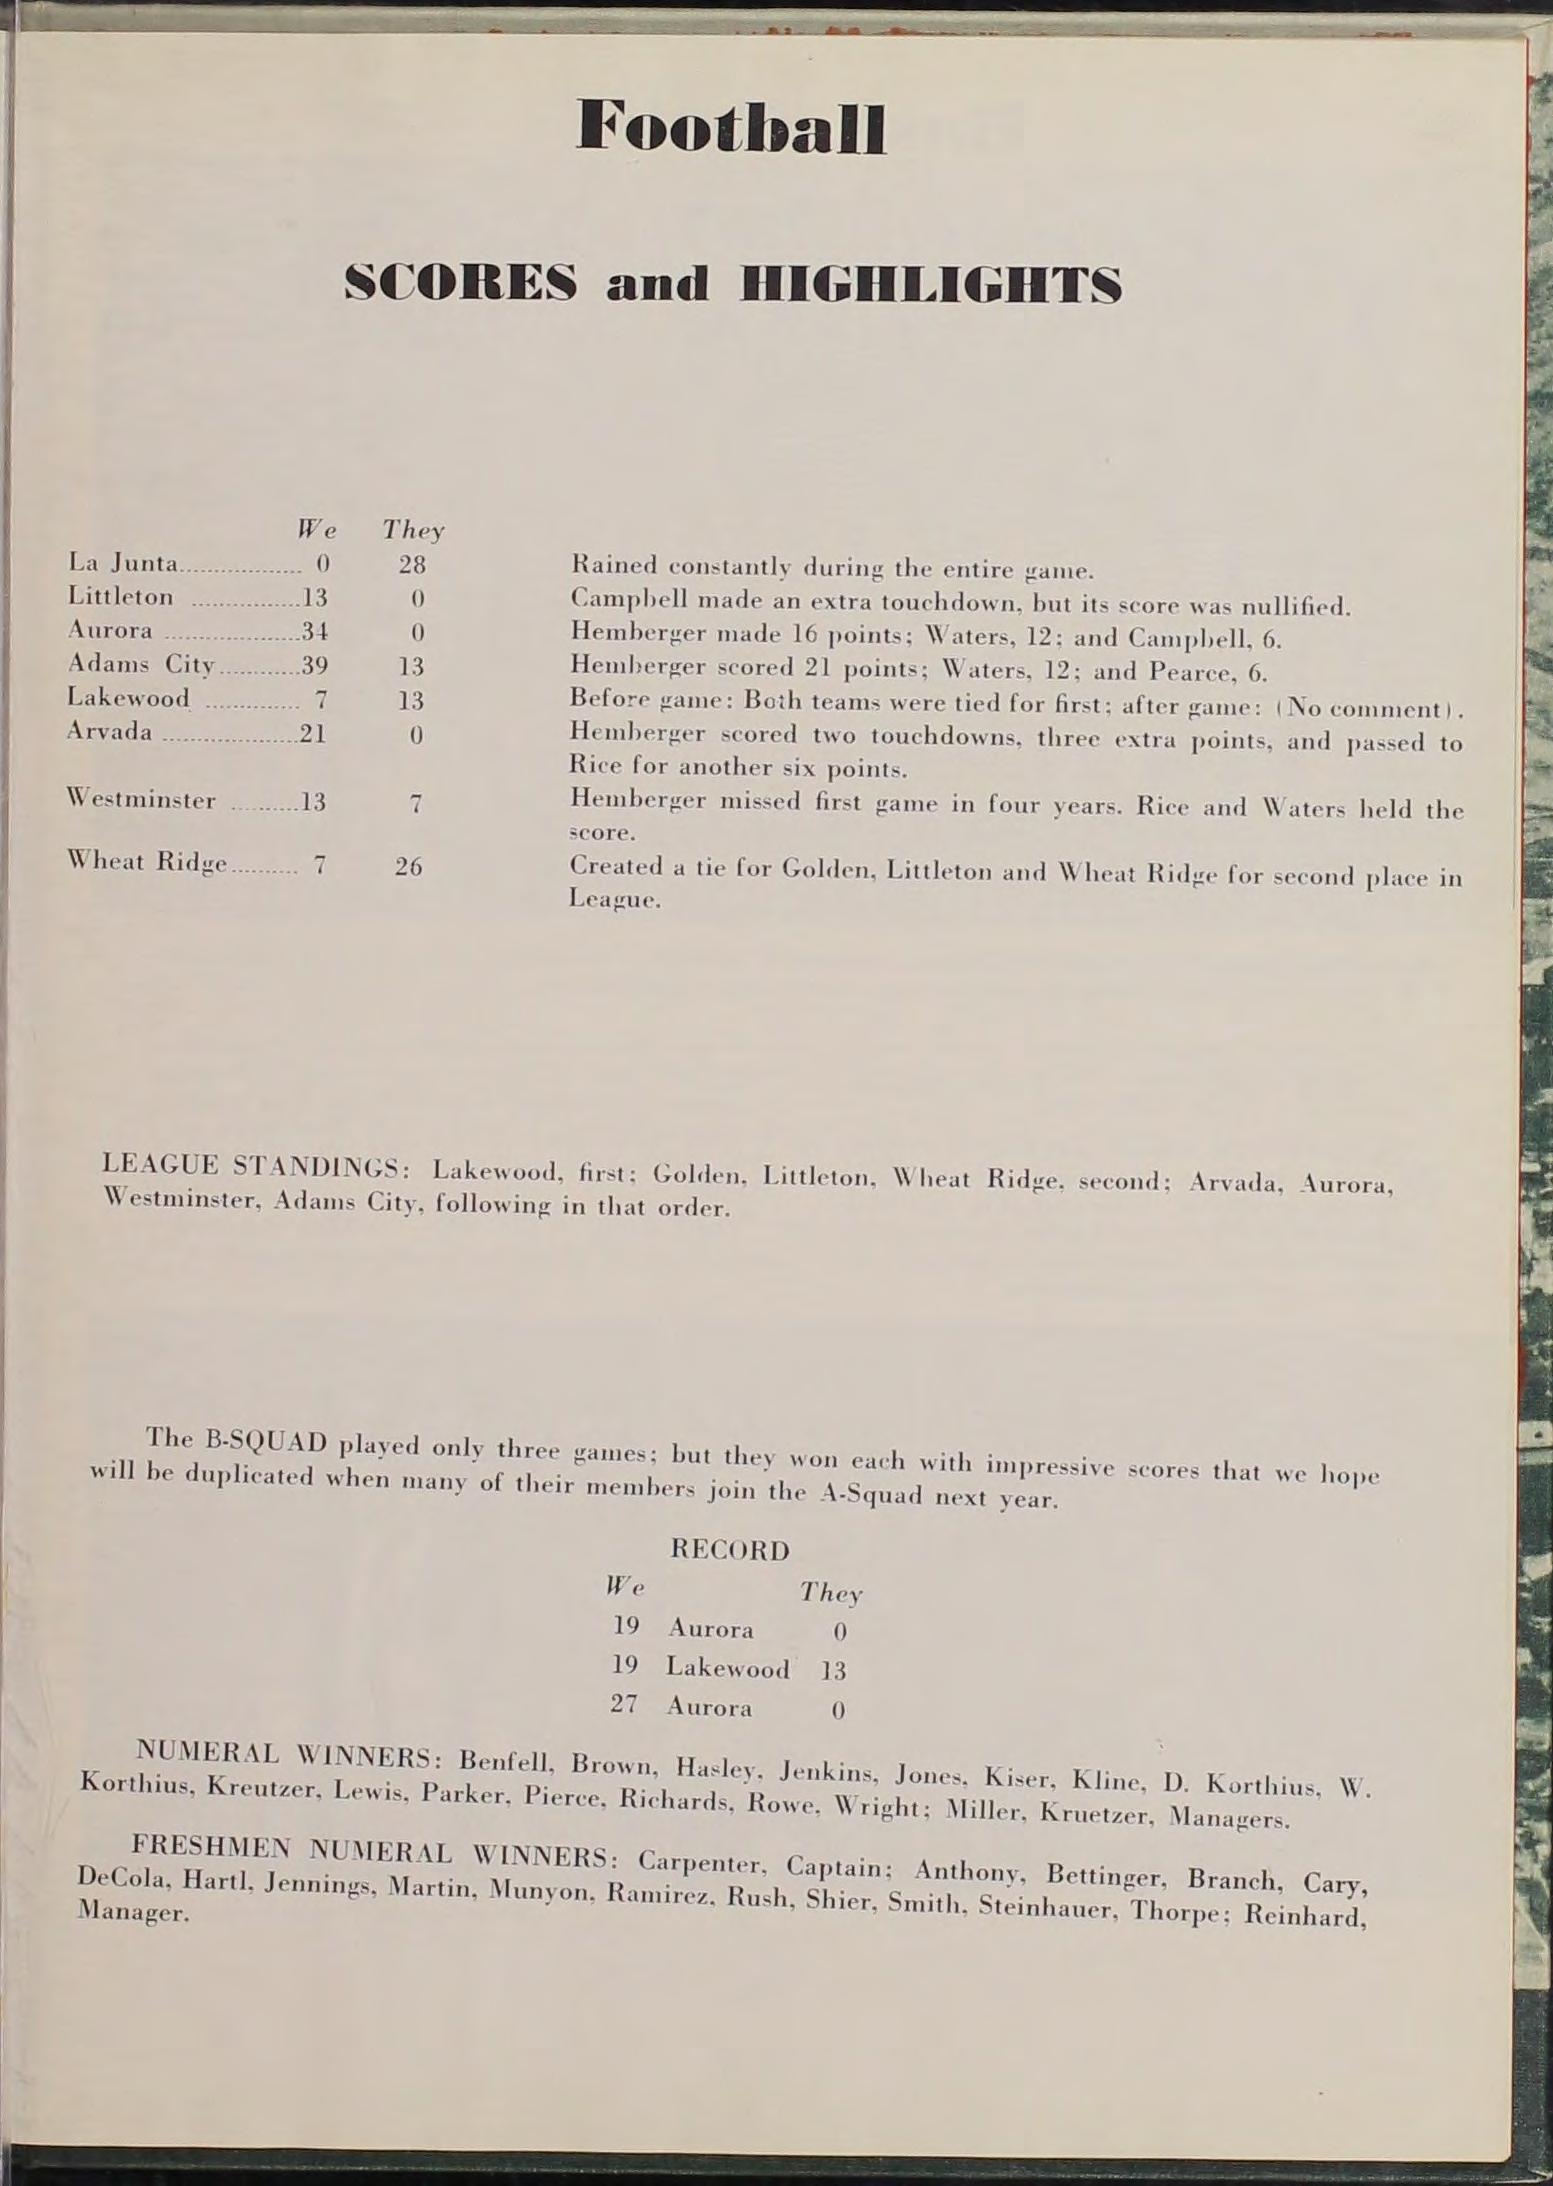 Football
SCORES and HIGHLIGHTS
We They
La Junta................... 0 28 Rained constantly during the entire game.
Littleton .................13 0 Campbell made an extra touchdown, but its score was nullified.
Aurora .....................34 0 Hemberger made 16 points; Waters, 12; and Campbell, 6.
Adams City.............39 13 Hemberger scored 21 points; Waters, 12; and Pearce, 6.
Lakewood ............... 7 13 Before game: Both teams were tied for first; after game: (No comment).
Arvada .....................21 0 Hemberger scored two touchdowns, three extra points, and passed to
Rice for another six points.
Westminster ..........13 7 Hemberger missed first game in four years. Rice and Waters held the
score.
Wheat Ridge.......... 7 26 Created a tie for Golden, Littleton and Wheat Ridge for second place in
League.
LEAGUE STANDINGS: Lakewood, first; Golden, Littleton, Wheat Ridge, second; Arvada, Aurora,
Westminster, Adams City, following in that order.
The B-SQUAD played only three games; but they won each with impressive scores that we hope
will be duplicated when many of their members join the A-Squad next year.
RECORD
We They
19 Aurora 0
19 Lakewood 13
27 Aurora 0
NUMERAL WINNERS: Benfell, Brown, Hasley, Jenkins, Jones, Kiser, Kline, D. Korthius, W.
Korthius, Kreutzer, Lewis, Parker, Pierce, Richards, Rowe, Wright; Miller, Kruetzer, Managers.
FRESHMEN NUMERAL WINNERS: Carpenter, Captain; Anthony, Bettinger, Branch, Cary,
DeCola, Hartl, Jennings, Martin, Munyon, Ramirez, Rush, Shier, Smith, Steinhauer, Thorpe; Reinhard,
Manager.